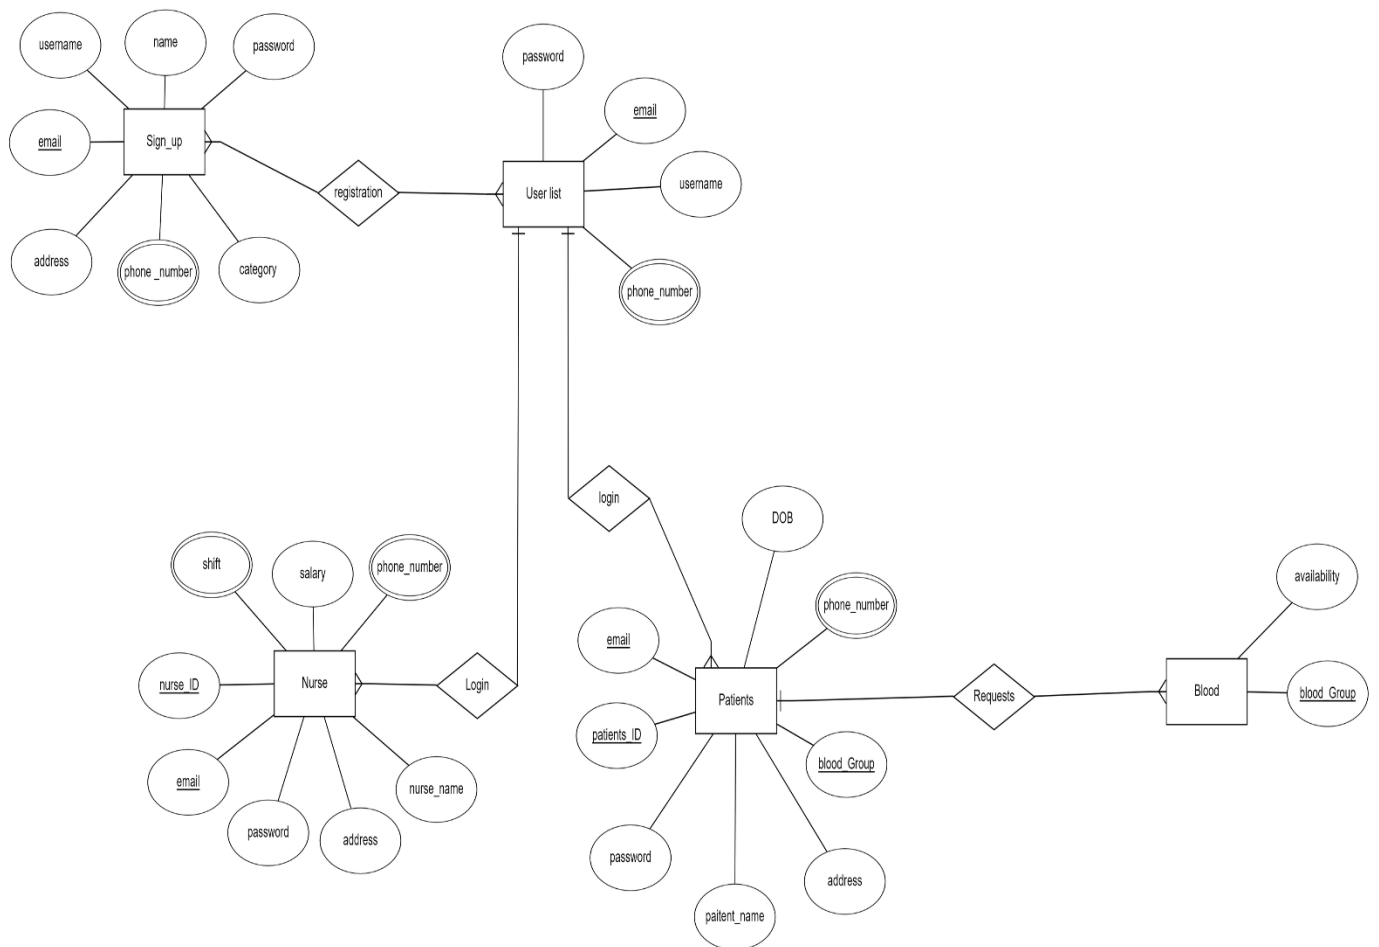 username
name
password
email
Sign_up
address
phone _number
category
registration
password
email
User list
username
phone_number
login
shift
salary
phone_number
nurse_ID
Nurse
Login
email
password
address
nurse_name
DOB
phone_number
email
Patients
patients_ID
blood_Group
password
paitent_name
address
Requests
availability
Blood
blood_Group